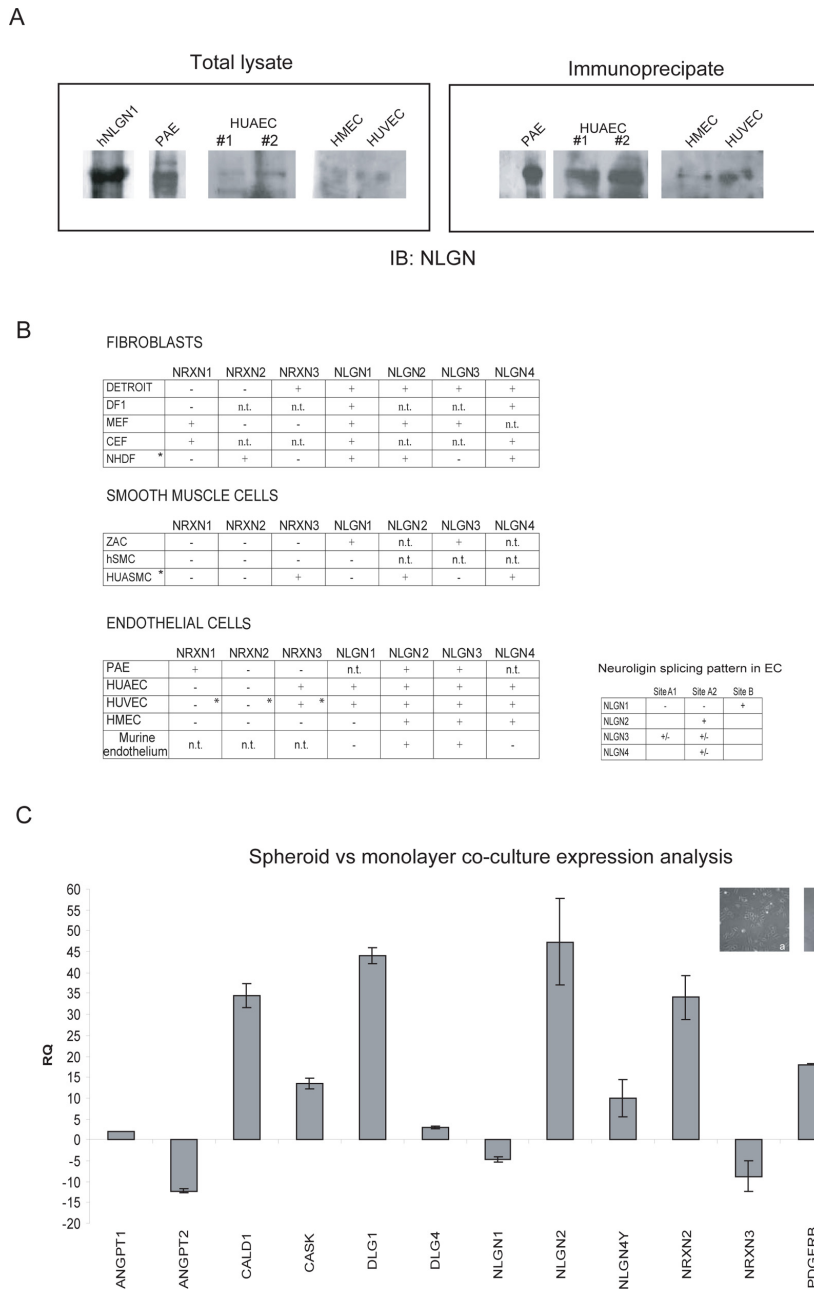 A
Total lysate
Immunoprecipate
hNLGN1 PAE HUAEC HMEC HUVEC
#1 #2
PAE HUAEC HMEC HUVEC
#1 #2
IB: NLGN
B
FIBROBLASTS
NRXN1 NRXN2 NRXN3 NLGN1 NLGN2 NLGN3 NLGN4
DETROIT - - + + + + +
DF1 - n.t. n.t. + n.t. n.t. +
MEF + - - + + + n.t.
CEF + n.t. n.t. + n.t. n.t. +
NHDF * - + - + + - +
SMOOTH MUSCLE CELLS
NRXN1 NRXN2 NRXN3 NLGN1 NLGN2 NLGN3 NLGN4
ZAC - - - + n.t. + n.t.
hSMC - - - - n.t. n.t. n.t.
HUASMC * - - + - + - +
ENDOTHELIAL CELLS
NRXN1 NRXN2 NRXN3 NLGN1 NLGN2 NLGN3 NLGN4
PAE + - - n.t. + + n.t.
HUAEC - - + + + + +
HUVEC - * - * + * + + + +
HMEC - - - - + + +
Murine endothelium n.t. n.t. n.t. - + + -
Neuroligin splicing pattern in EC
Site A1 Site A2 Site B
NLGN1 - - +
NLGN2 +
NLGN3 +/- +/-
NLGN4 +/-
C
Spheroid vs monolayer co-culture expression analysis
a
RQ
60
55
50
45
40
35
30
25
20
15
10
5
0
-5
-10
-15
-20
ANGPT1 ANGPT2 CALD1 CASK DLG1 DLG4 NLGN1 NLGN2 NLGN4Y NRXN2 NRXN3 PDGFRB